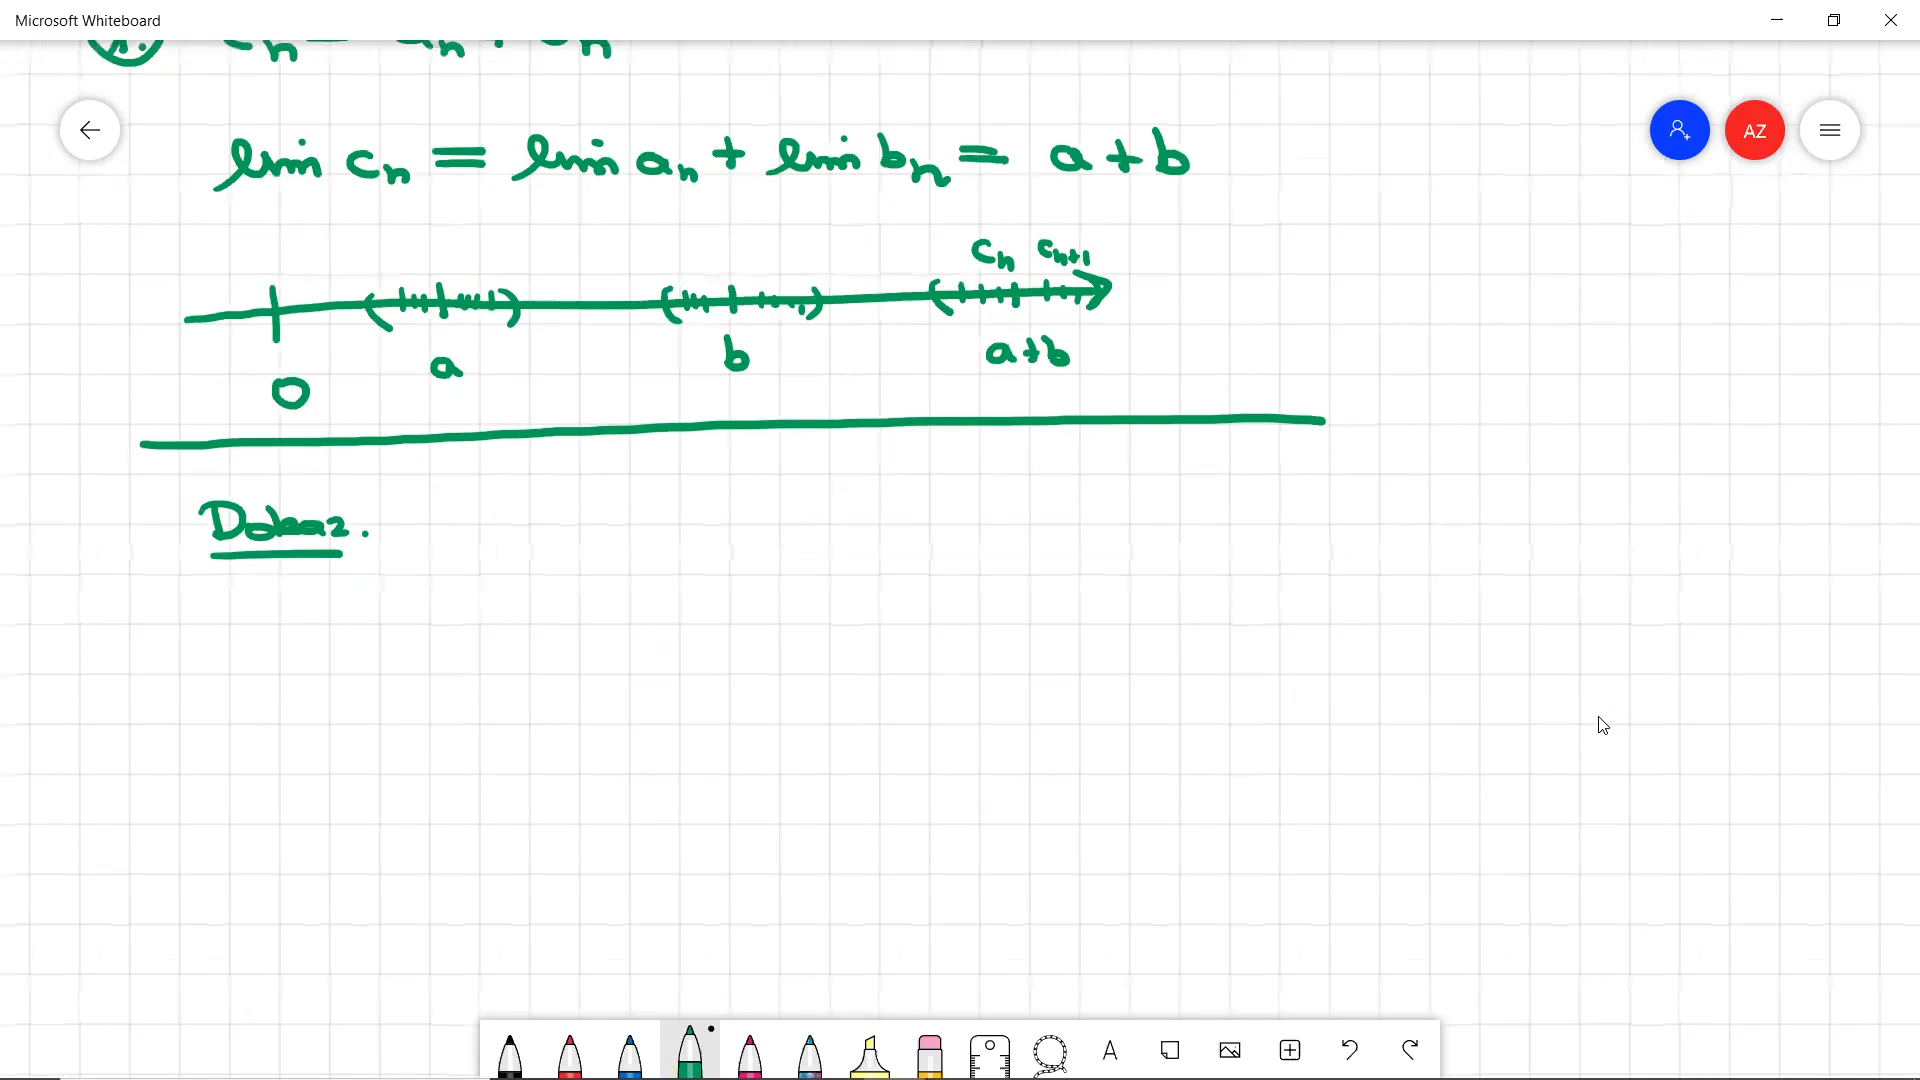 Microsoft Whiteboard
AZ
lim cₙ = lim aₙ + lim bₙ = a + b
cₙ cₙ₊₁
a b a+b
0
Dokaz.